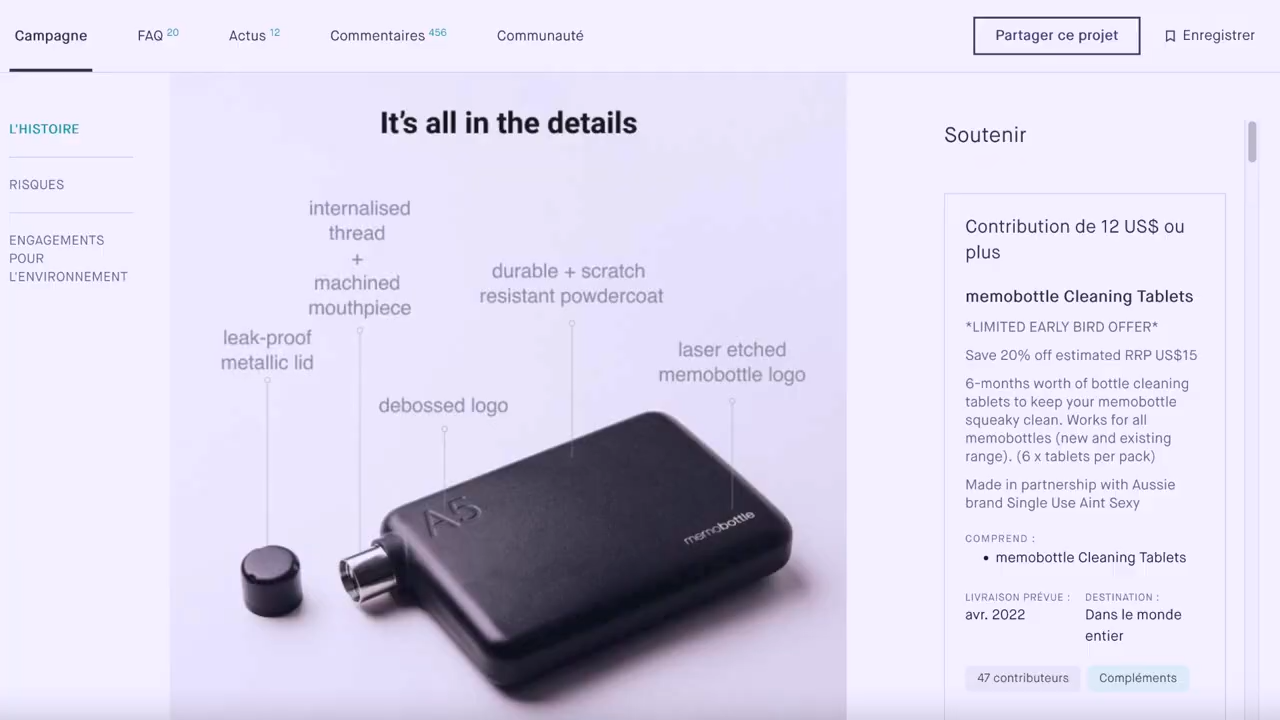 Campagne
FAQ 20
Actus 12
Commentaires 456
Communauté
Partager ce projet
Enregistrer
L'HISTOIRE
RISQUES
ENGAGEMENTS
POUR
L'ENVIRONNEMENT
It's all in the details
internalised
thread
+
machined
mouthpiece
durable + scratch
resistant powdercoat
leak-proof
metallic lid
laser etched
memobottle logo
debossed logo
A5
memobottle
Soutenir
Contribution de 12 US$ ou
plus
memobottle Cleaning Tablets
*LIMITED EARLY BIRD OFFER*
Save 20% off estimated RRP US$15
6-months worth of bottle cleaning
tablets to keep your memobottle
squeaky clean. Works for all
memobottles (new and existing
range). (6 x tablets per pack)
Made in partnership with Aussie
brand Single Use Aint Sexy
COMPREND :
• memobottle Cleaning Tablets
LIVRAISON PRÉVUE :
avr. 2022
DESTINATION :
Dans le monde
entier
47 contributeurs
Compléments